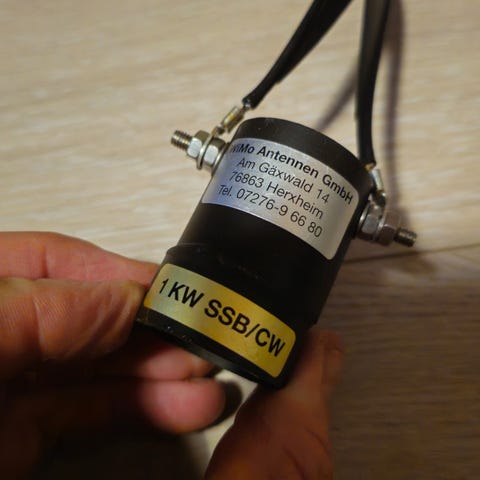 WiMo Antennen GmbH
Am Gäxwald 14
76863 Herxheim
Tel. 07276-9 66 80
1 KW SSB/CW